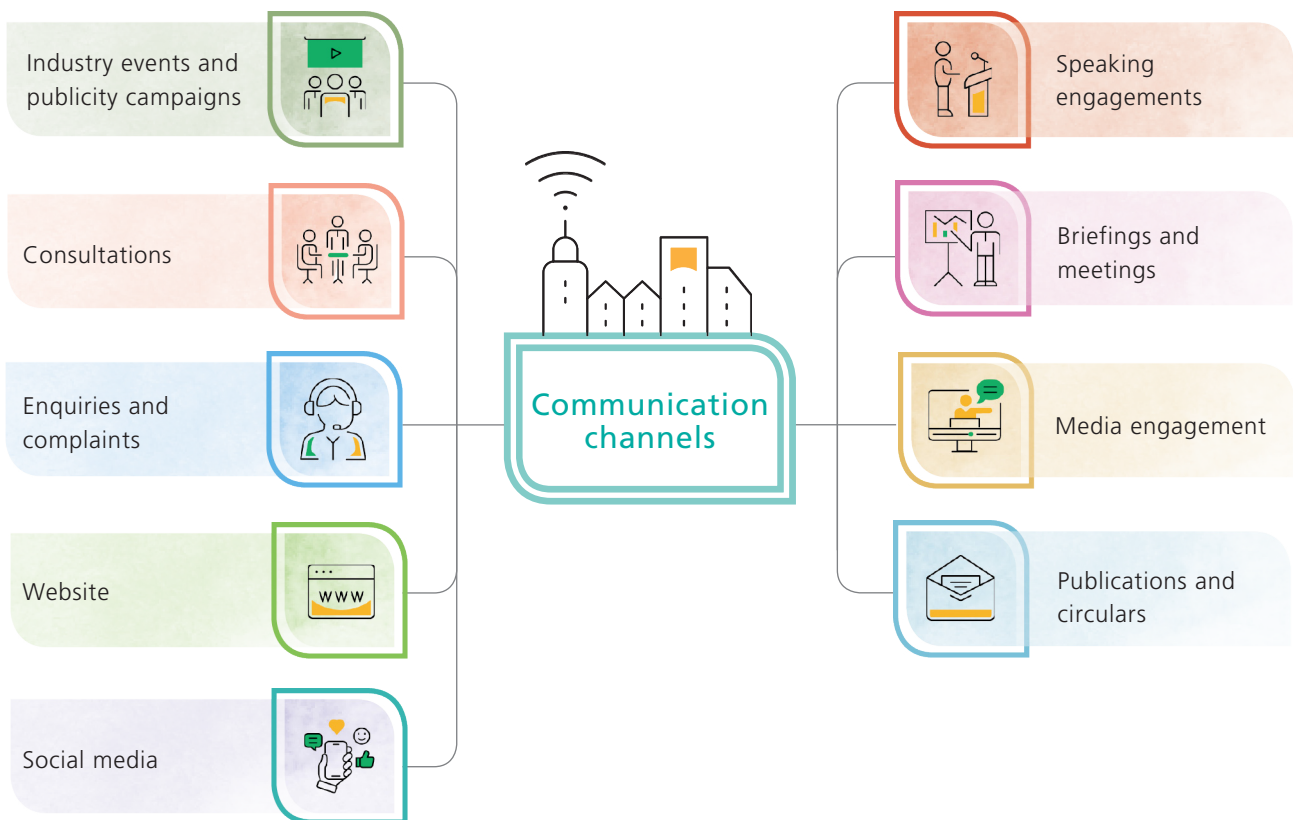 Industry events and
publicity campaigns
Consultations
Enquiries and
complaints
Website
WWW
Social media
Communication
channels
Speaking
engagements
Briefings and
meetings
Media engagement
Publications and
circulars